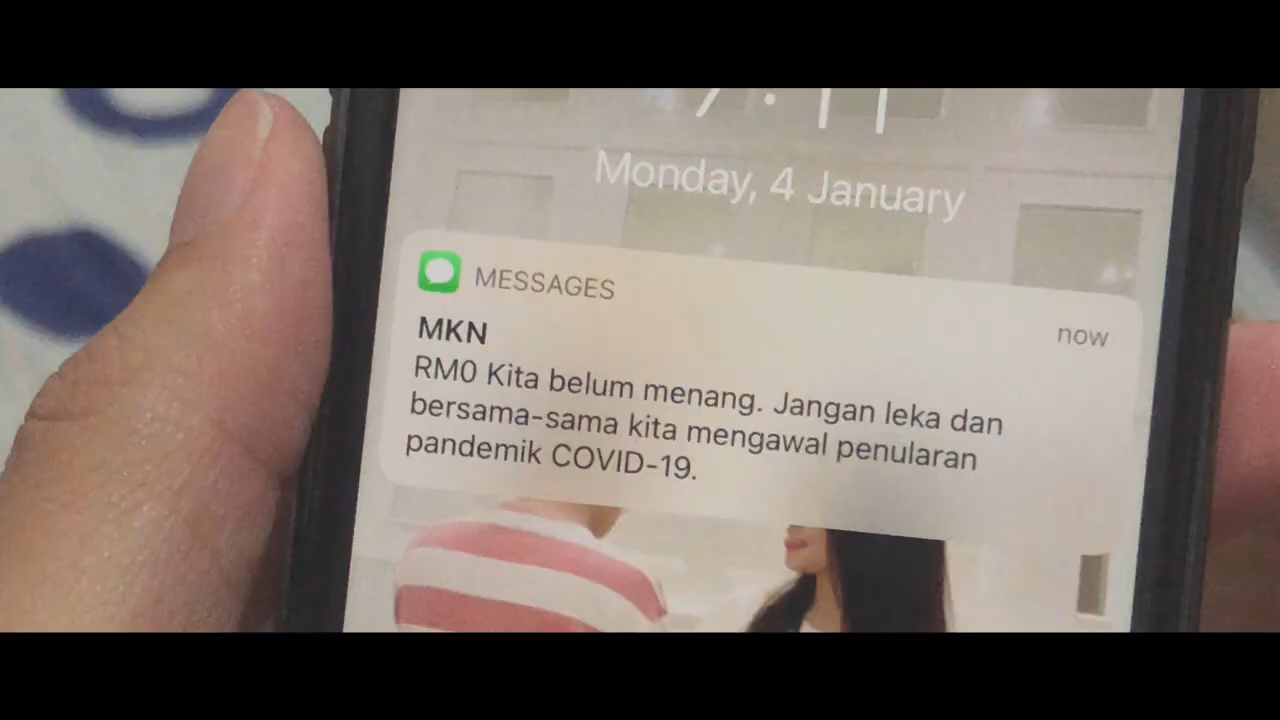 Monday, 4 January
MESSAGES
now
MKN
RM0 Kita belum menang. Jangan leka dan
bersama-sama kita mengawal penularan
pandemik COVID-19.